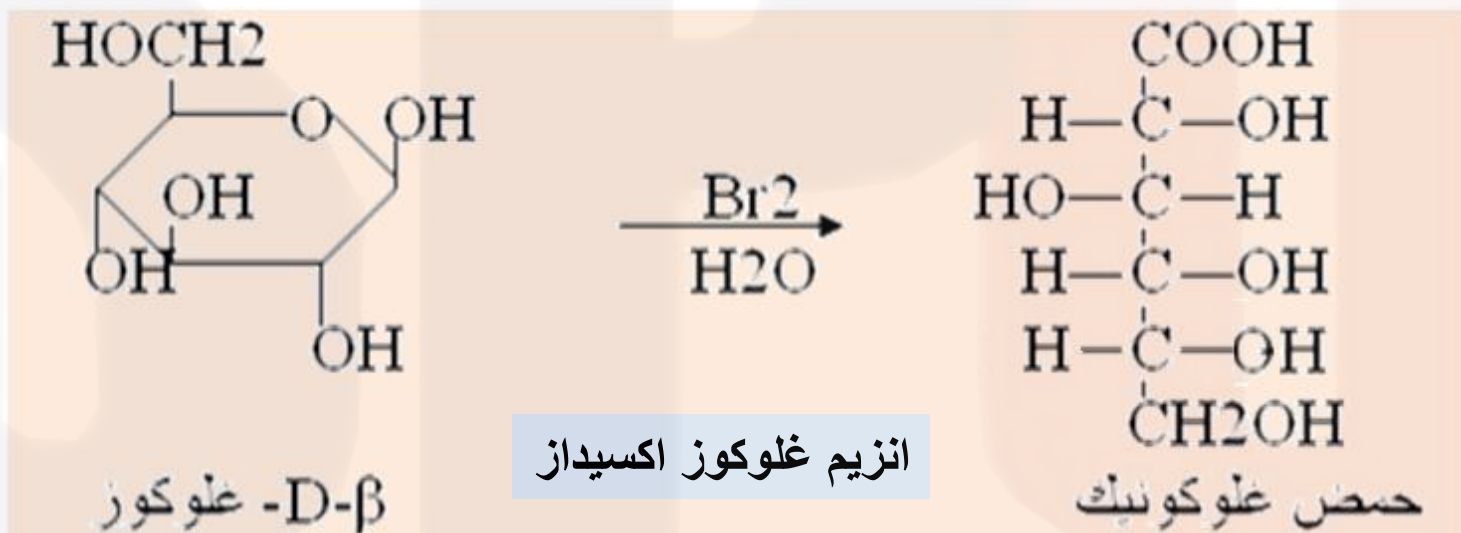 HOCH2
O OH
OH
OH
OH
Br2
H2O
COOH
H—C—OH
HO—C—H
H—C—OH
H—C—OH
CH2OH
انزيم غلوكوز اكسيداز
β-D- غلوكوز
حمض غلوكونيك